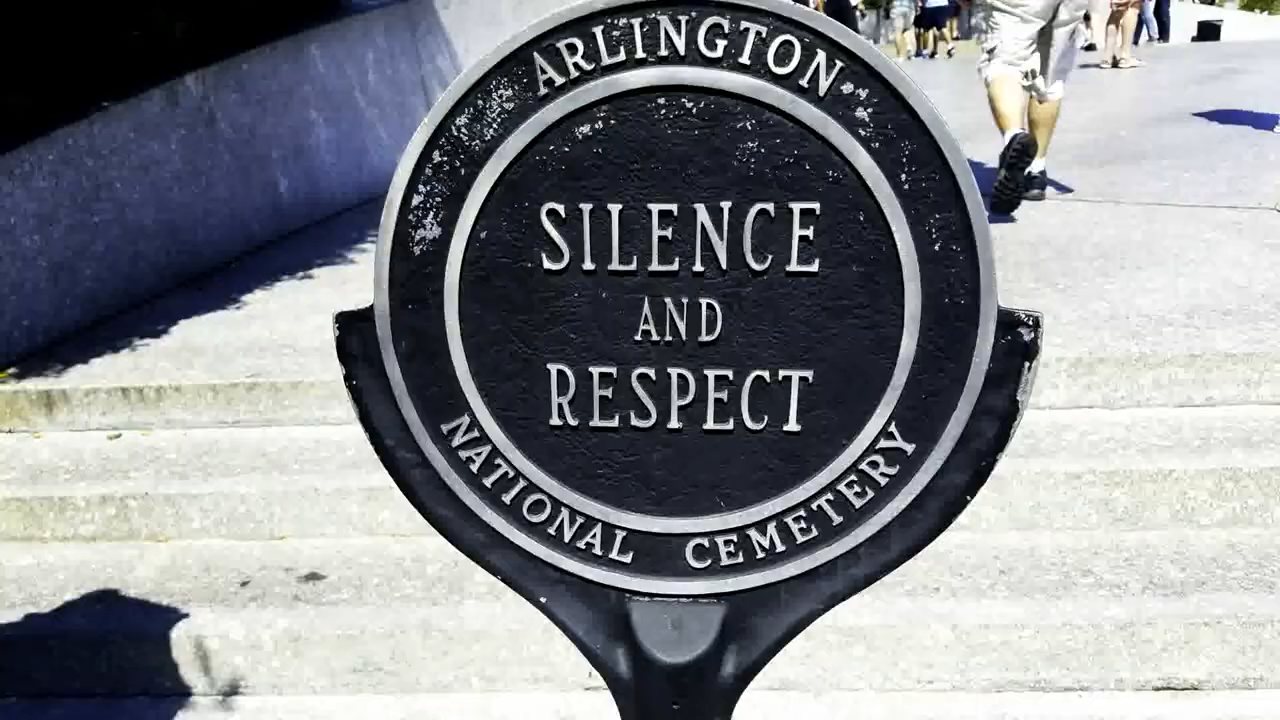 ARLINGTON
SILENCE
AND
RESPECT
NATIONAL CEMETERY